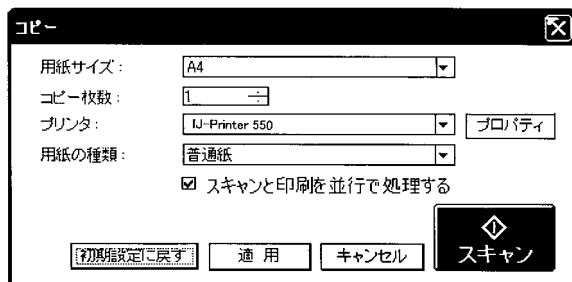 コピー
用紙サイズ： A4
コピー枚数： 1
プリンタ： IJ-Printer 550 プロパティ
用紙の種類： 普通紙
スキャンと印刷を並行で処理する
初期設定に戻す 適用 キャンセル スキャン